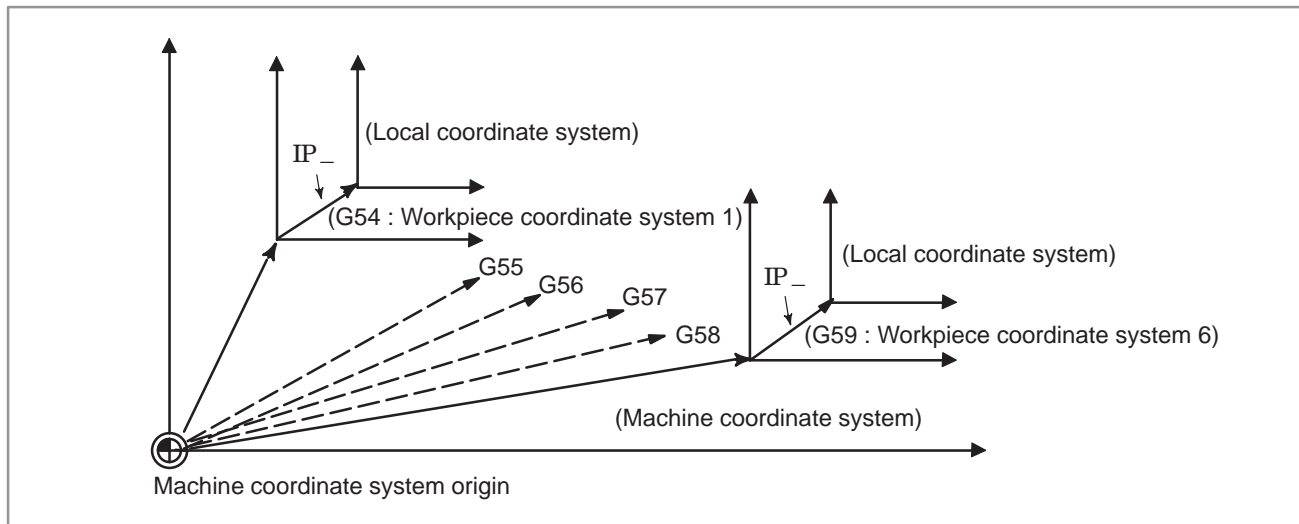 (Local coordinate system)
IP_
(G54 : Workpiece coordinate system 1)
(Local coordinate system)
G55
IP_
G56
G57
G58
(G59 : Workpiece coordinate system 6)
(Machine coordinate system)
Machine coordinate system origin